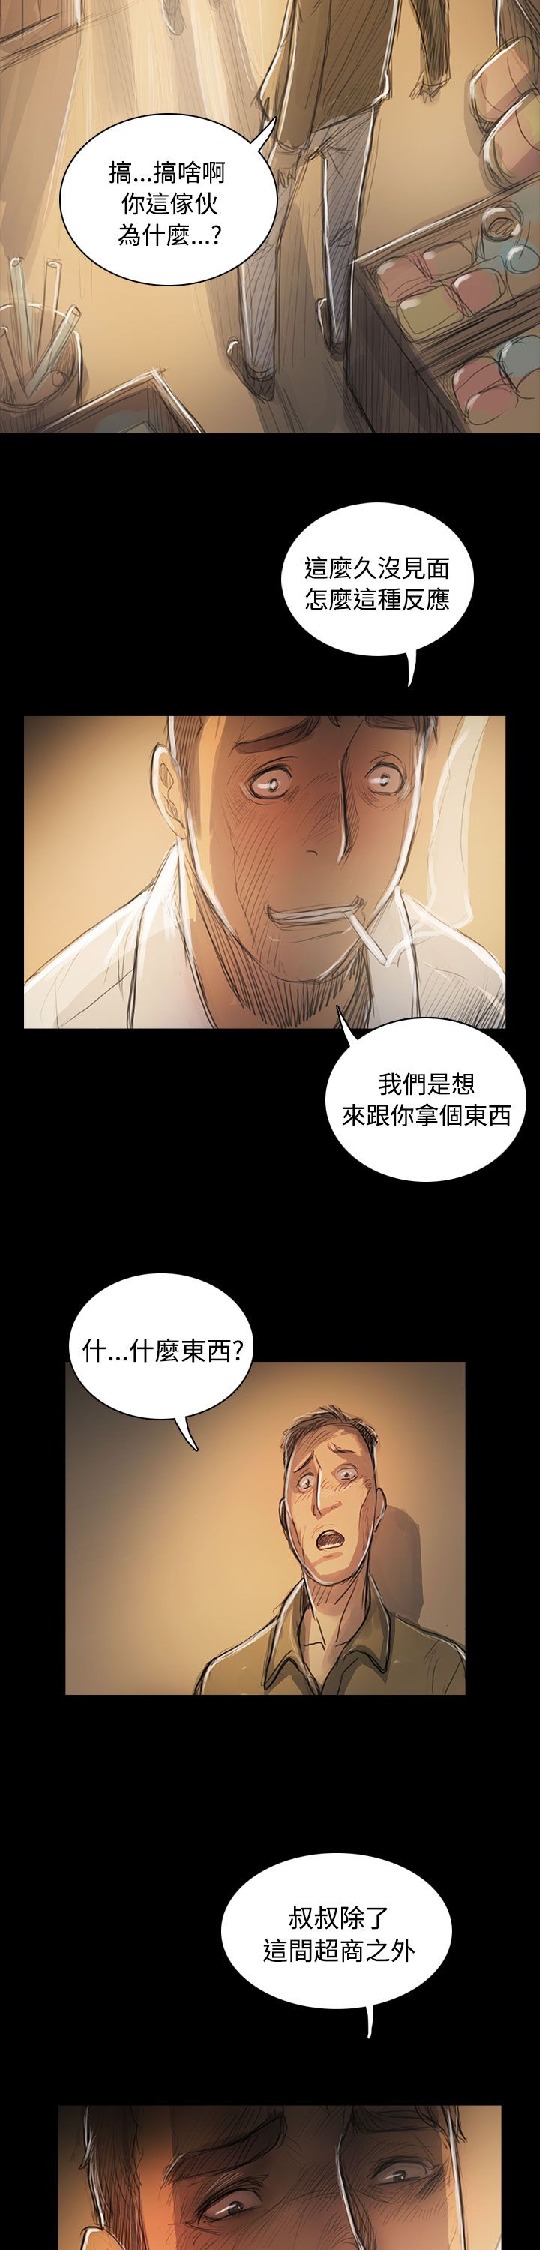 搞...搞啥啊
你這傢伙
為什麼...?
這麼久沒見面
怎麼這種反應
我們是想
來跟你拿個東西
什...什麼東西?
叔叔除了
這間超商之外